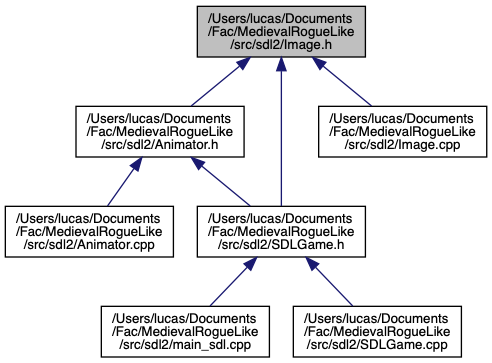 /Users/lucas/Documents
/Fac/MedievalRogueLike
/src/sdl2/Image.h
/Users/lucas/Documents
/Fac/MedievalRogueLike
/src/sdl2/Animator.h
/Users/lucas/Documents
/Fac/MedievalRogueLike
/src/sdl2/Image.cpp
/Users/lucas/Documents
/Fac/MedievalRogueLike
/src/sdl2/Animator.cpp
/Users/lucas/Documents
/Fac/MedievalRogueLike
/src/sdl2/SDLGame.h
/Users/lucas/Documents
/Fac/MedievalRogueLike
/src/sdl2/main_sdl.cpp
/Users/lucas/Documents
/Fac/MedievalRogueLike
/src/sdl2/SDLGame.cpp